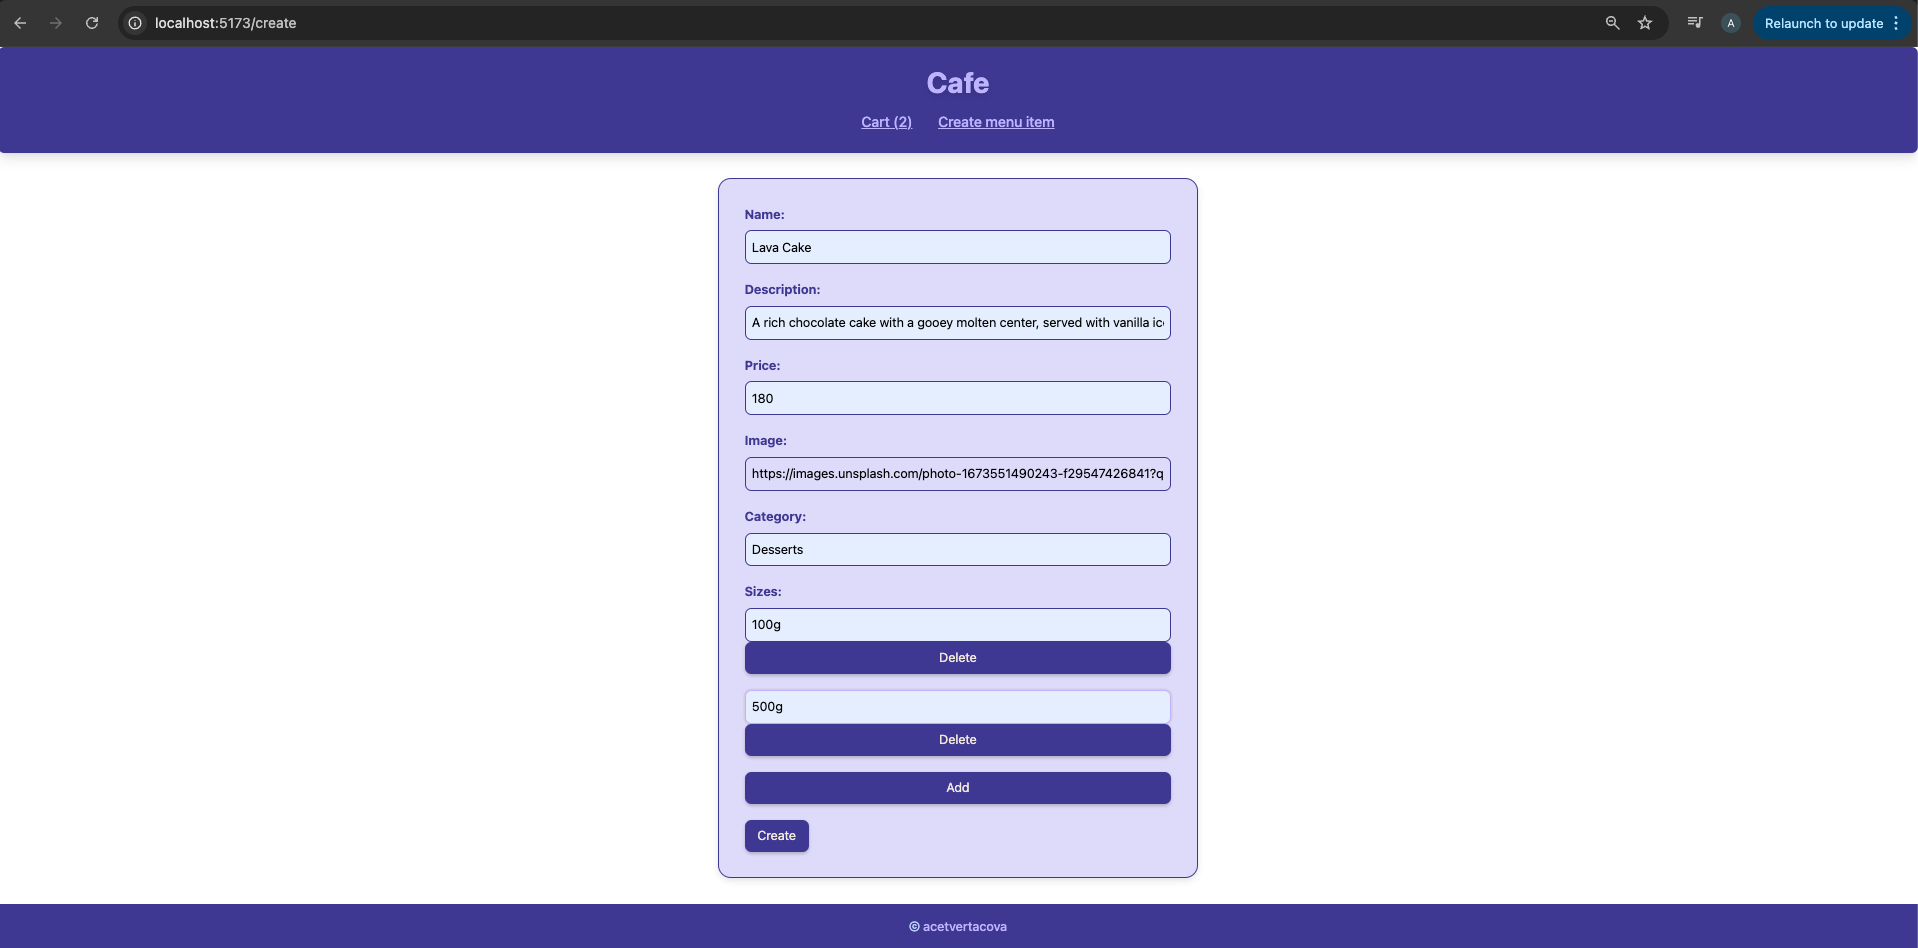 localhost:5173/create
A
Relaunch to update
Cafe
Cart (2) Create menu item
Name:
Lava Cake
Description:
A rich chocolate cake with a gooey molten center, served with vanilla ic
Price:
180
Image:
https://images.unsplash.com/photo-1673551490243-f29547426841?q
Category:
Desserts
Sizes:
100g
Delete
500g
Delete
Add
Create
© acetvertacova